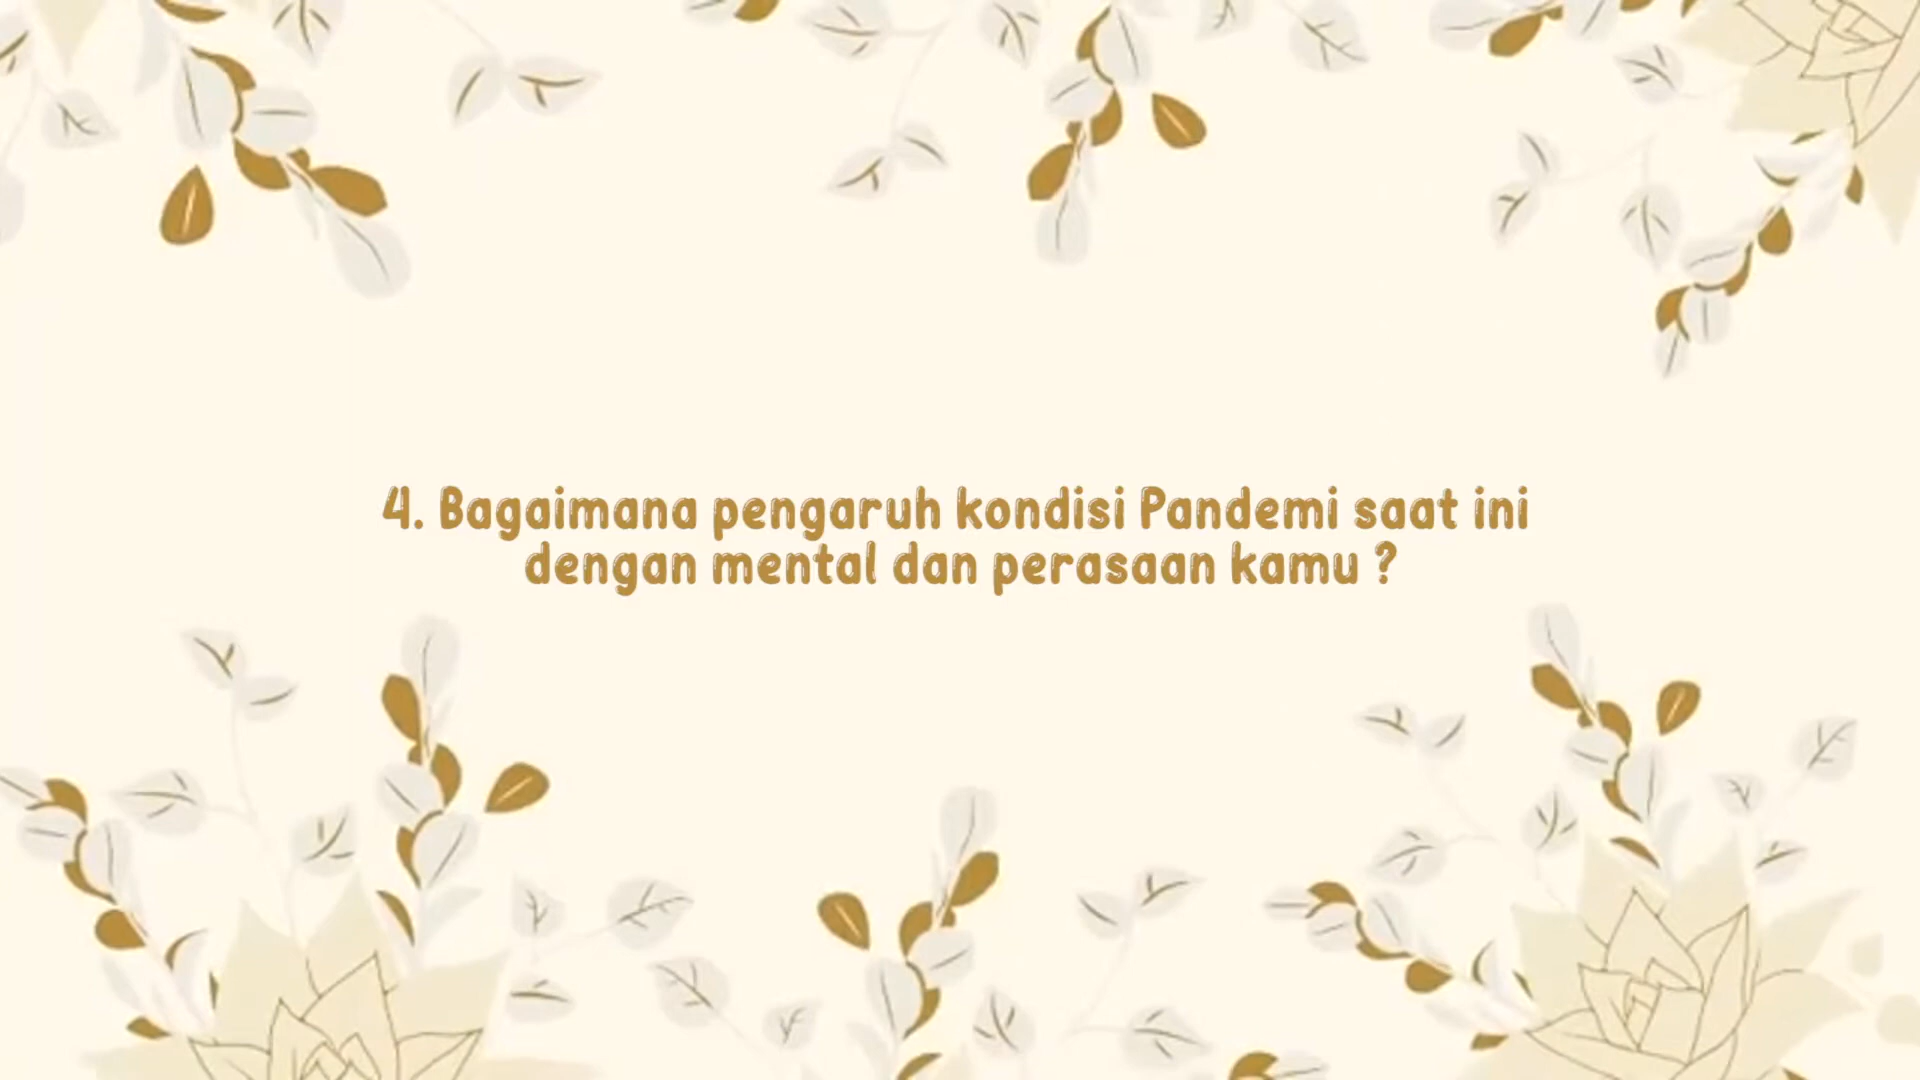 4. Bagaimana pengaruh kondisi Pandemi saat ini
dengan mental dan perasaan kamu ?